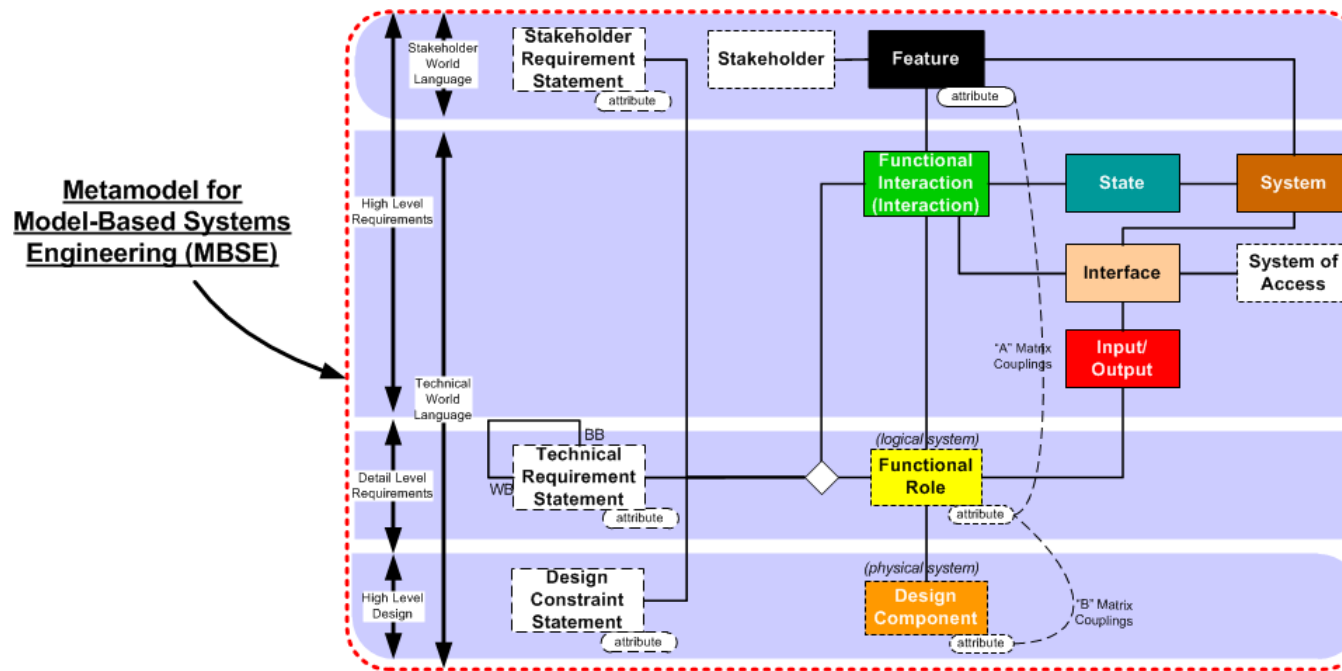 Metamodel for
Model-Based Systems
Engineering (MBSE)
Stakeholder
World
Language
High Level
Requirements
Technical
World
Language
Detail Level
Requirements
High Level
Design
Stakeholder
Requirement
Statement
attribute
Stakeholder
Feature
attribute
Functional
Interaction
(Interaction)
State
System
Interface
System of
Access
"A" Matrix
Couplings
Input/
Output
BB
WB
Technical
Requirement
Statement
attribute
(logical system)
Functional
Role
attribute
Design
Constraint
Statement
attribute
(physical system)
Design
Component
attribute
"B" Matrix
Couplings